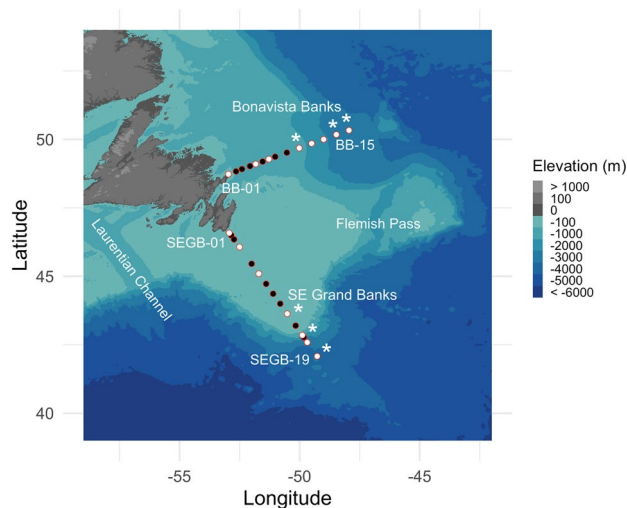 Bonavista Banks
*
*
*
50
BB-15
BB-01
Elevation (m)
> 1000
100
0
-100
-1000
-2000
-3000
-4000
-5000
< -6000
Latitude
Flemish Pass
SEGB-01
45
Laurentian Channel
SE Grand Banks
*
*
SEGB-19
*
40
-55
-50
-45
Longitude